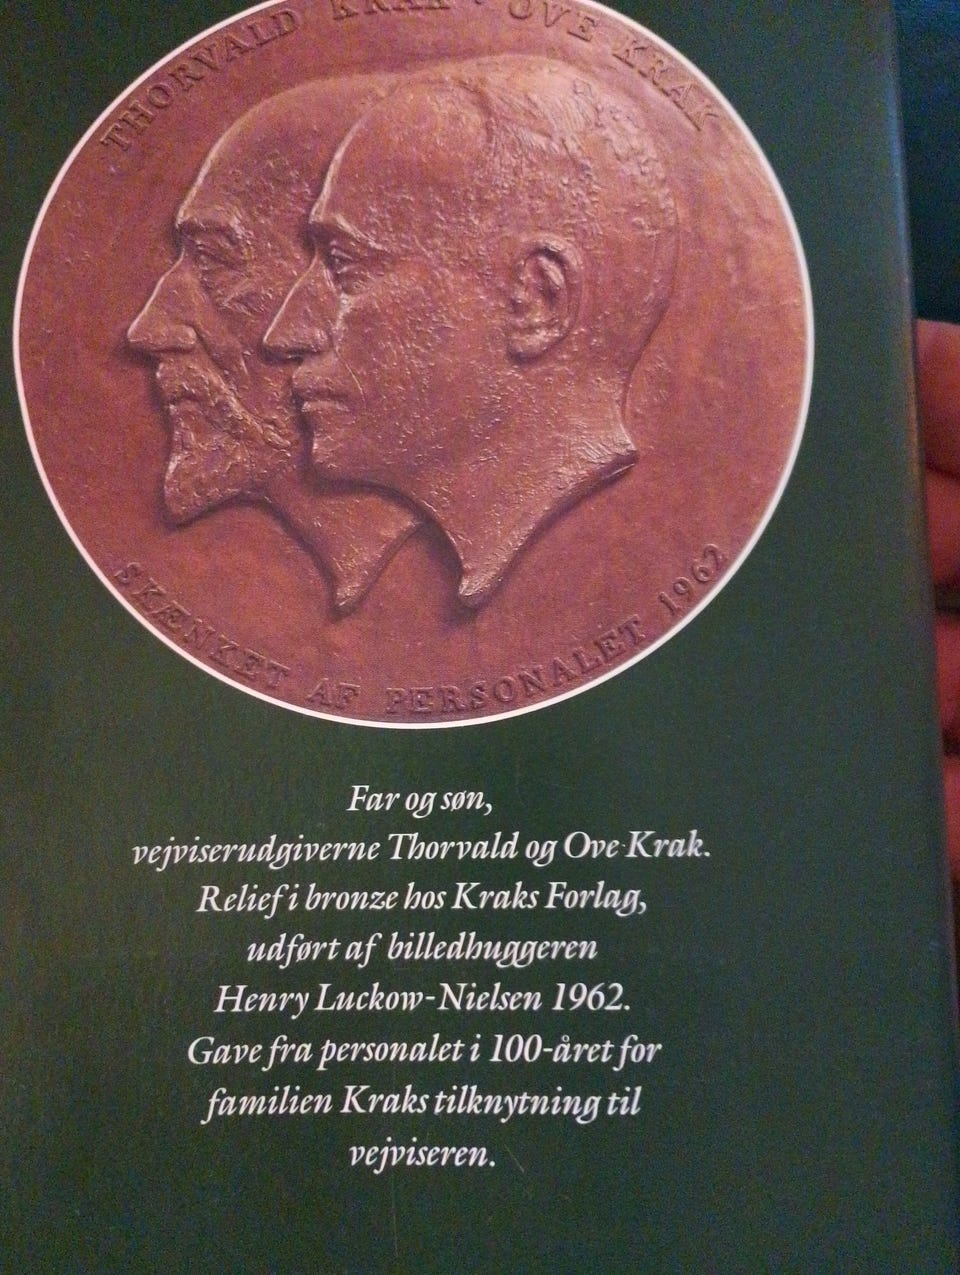 THORVALD KRAK · OVE KRAK
SKÆNKET AF PERSONALET 1962
Far og søn,
vejviserudgiverne Thorvald og Ove Krak.
Relief i bronze hos Kraks Forlag,
udført af billedhuggeren
Henry Luckow-Nielsen 1962.
Gave fra personalet i 100-året for
familien Kraks tilknytning til
vejviseren.